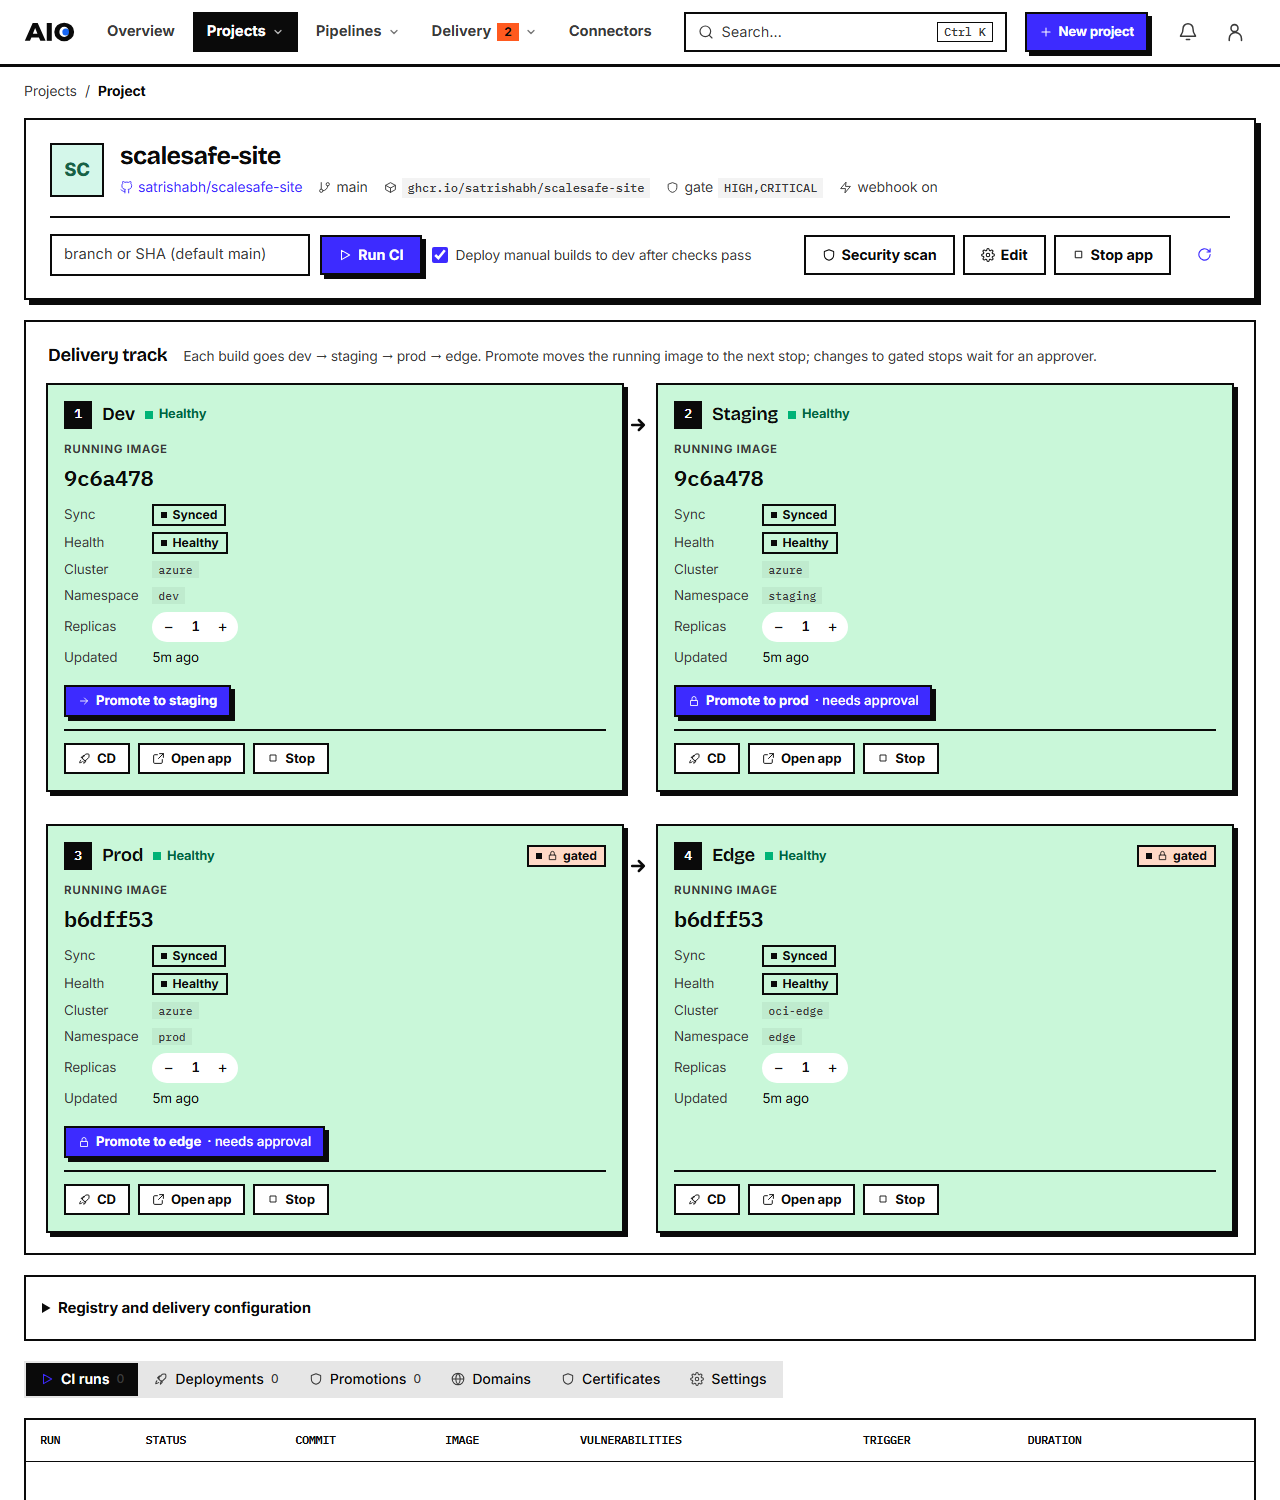 AIO Overview Projects Pipelines Delivery 2 Connectors Search... Ctrl K + New project
Projects / Project
SC
scalesafe-site
satrishabh/scalesafe-site main ghcr.io/satrishabh/scalesafe-site gate HIGH,CRITICAL webhook on
branch or SHA (default main) Run CI Deploy manual builds to dev after checks pass Security scan Edit Stop app
Delivery track Each build goes dev → staging → prod → edge. Promote moves the running image to the next stop; changes to gated stops wait for an approver.
1 Dev Healthy
RUNNING IMAGE
9c6a478
Sync Synced
Health Healthy
Cluster azure
Namespace dev
Replicas − 1 +
Updated 5m ago
→ Promote to staging
CD Open app Stop
2 Staging Healthy
RUNNING IMAGE
9c6a478
Sync Synced
Health Healthy
Cluster azure
Namespace staging
Replicas − 1 +
Updated 5m ago
Promote to prod · needs approval
CD Open app Stop
3 Prod Healthy gated
RUNNING IMAGE
b6dff53
Sync Synced
Health Healthy
Cluster azure
Namespace prod
Replicas − 1 +
Updated 5m ago
Promote to edge · needs approval
CD Open app Stop
4 Edge Healthy gated
RUNNING IMAGE
b6dff53
Sync Synced
Health Healthy
Cluster oci-edge
Namespace edge
Replicas − 1 +
Updated 5m ago
CD Open app Stop
Registry and delivery configuration
CI runs 0 Deployments 0 Promotions 0 Domains Certificates Settings
RUN STATUS COMMIT IMAGE VULNERABILITIES TRIGGER DURATION